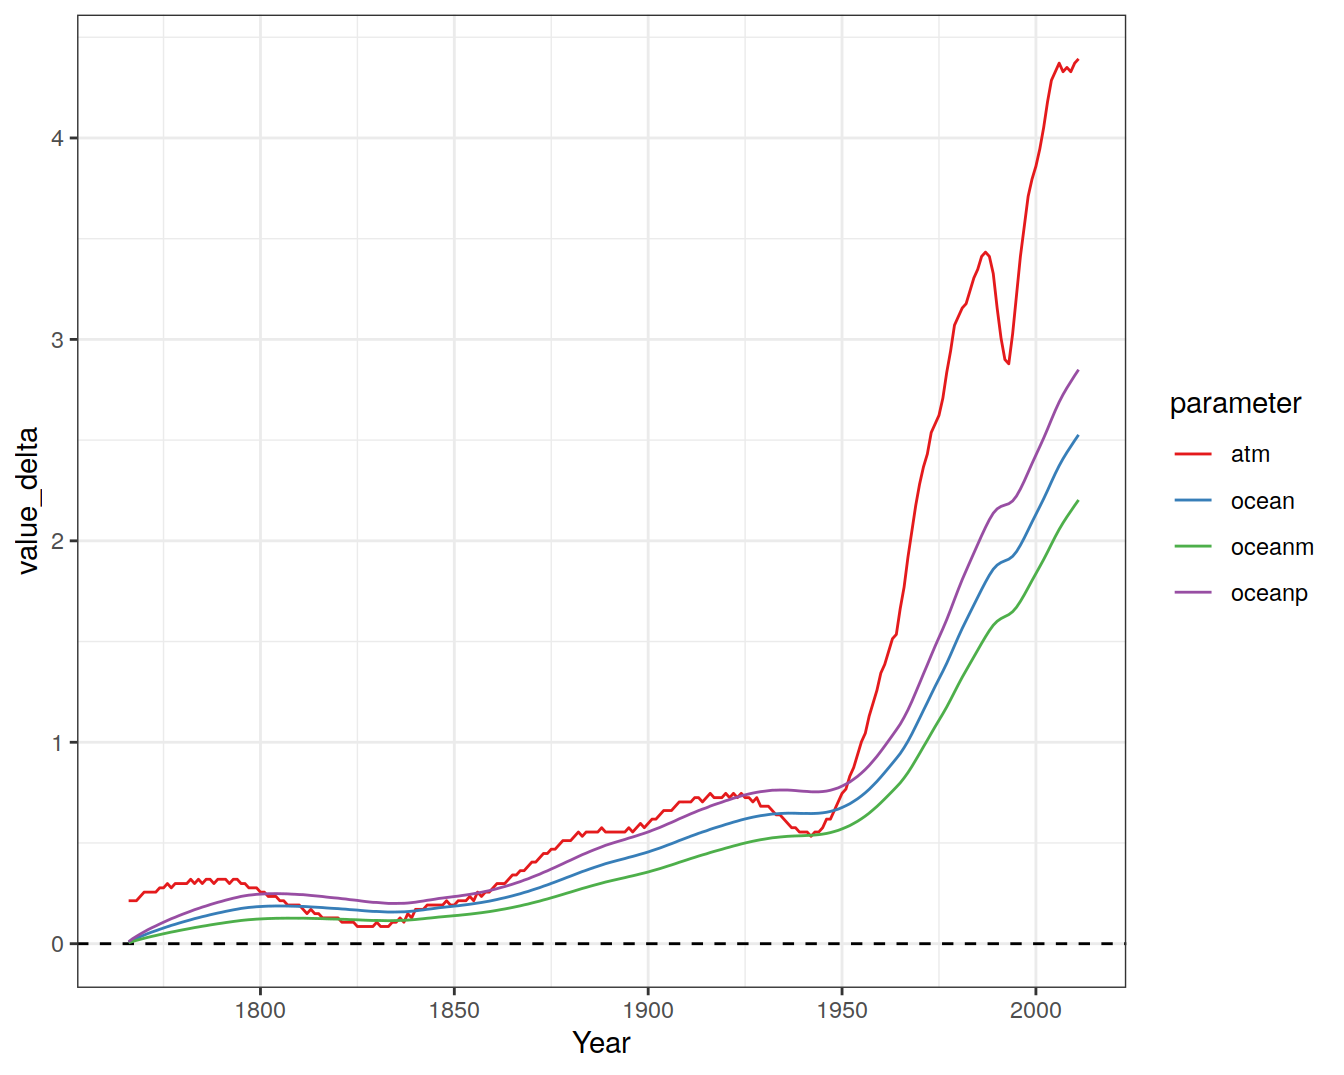 4
3
2
1
0
value_delta
1800 1850 1900 1950 2000
Year
parameter
atm
ocean
oceanm
oceanp